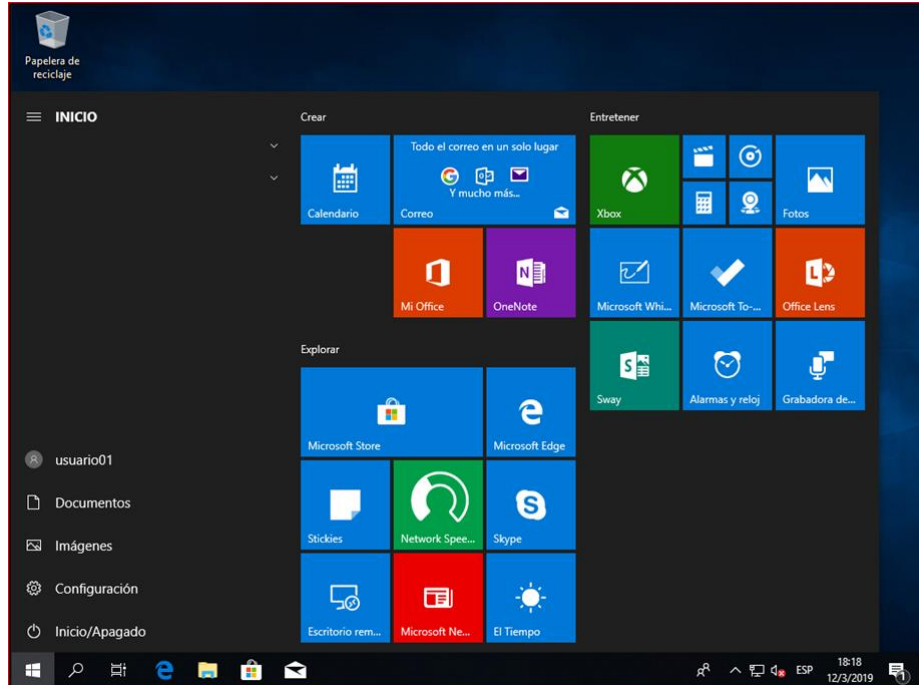 Papelera de
reciclaje
INICIO
usuario01
Documentos
Imágenes
Configuración
Inicio/Apagado
Crear
Calendario
Todo el correo en un solo lugar
Y mucho más...
Correo
Mi Office
OneNote
Explorar
Microsoft Store
Microsoft Edge
Stickies
Network Spee...
Skype
Escritorio rem...
Microsoft Ne...
El Tiempo
Entretener
Xbox
Fotos
Microsoft Whi...
Microsoft To-...
Office Lens
Sway
Alarmas y reloj
Grabadora de...
ESP
18:18
12/3/2019
1